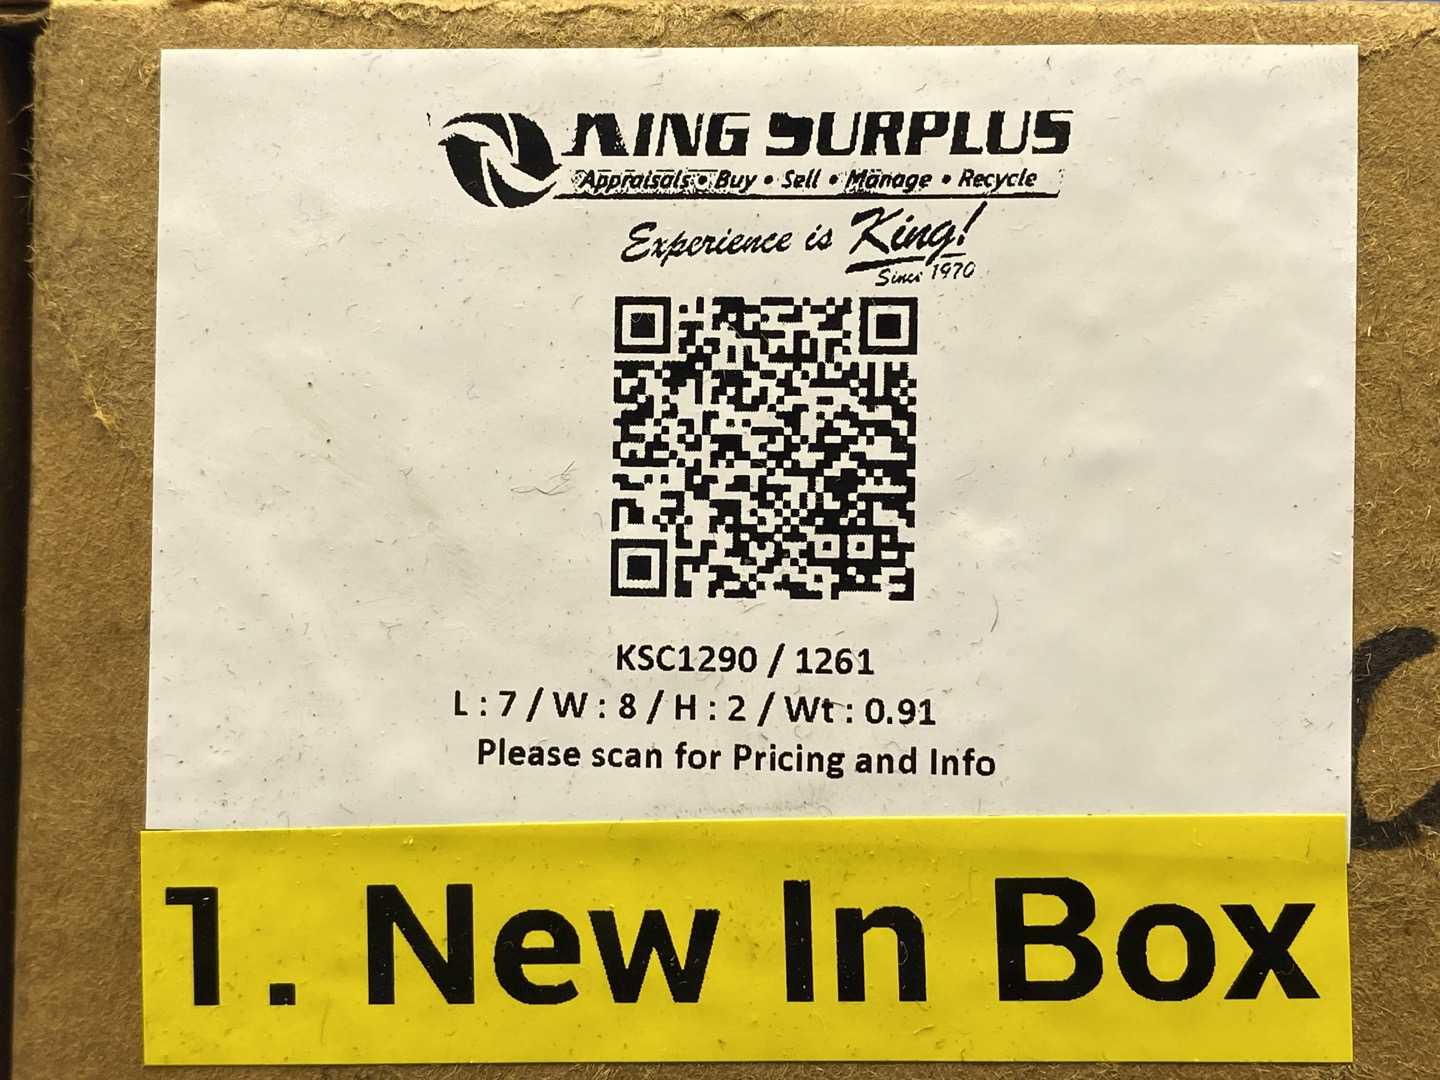 KING SURPLUS
Appraisals • Buy • Sell • Manage • Recycle
Experience is King!
Since 1970
KSC1290 / 1261
L : 7 / W : 8 / H : 2 / Wt : 0.91
Please scan for Pricing and Info
1. New In Box